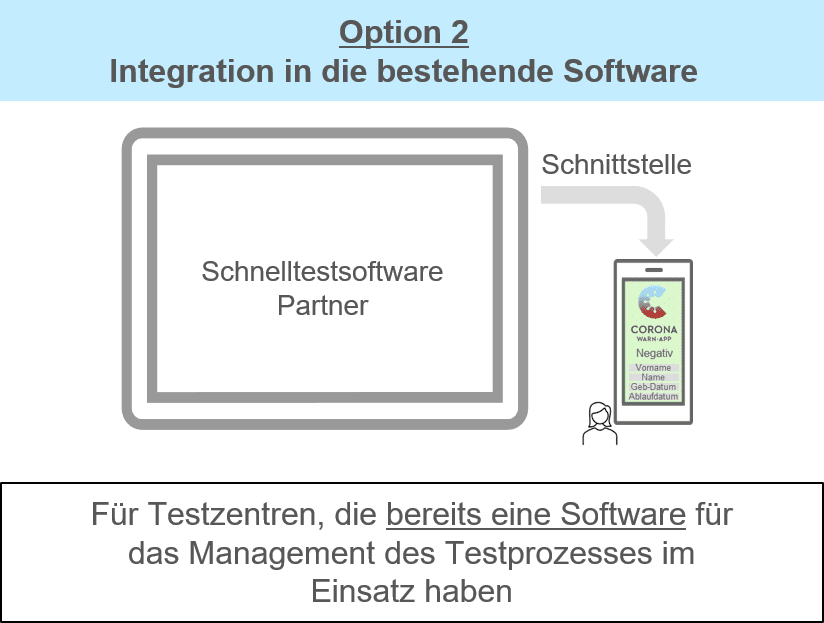 Option 2
Integration in die bestehende Software
Schnittstelle
Schnelltestsoftware
Partner
CORONA
WARN-APP
Negativ
Vorname
Name
Geb-Datum
Ablaufdatum
Für Testzentren, die bereits eine Software für
das Management des Testprozesses im
Einsatz haben